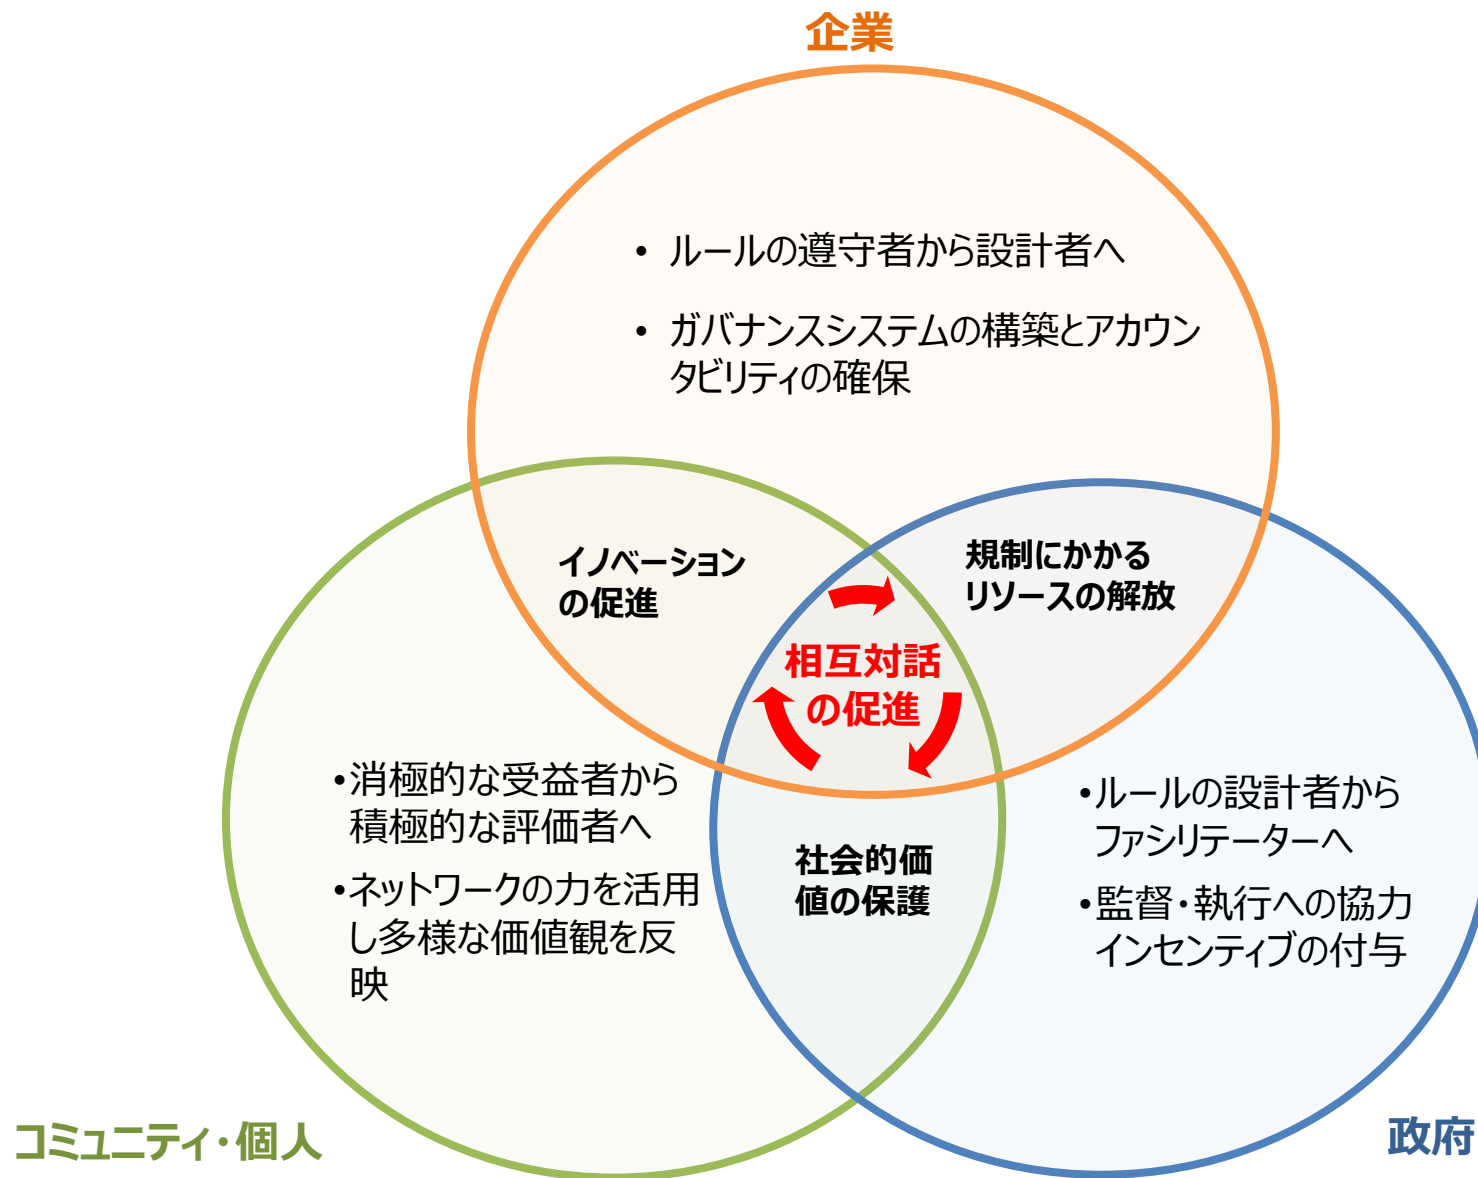 企業
• ルールの遵守者から設計者へ
• ガバナンスシステムの構築とアカウン
タビリティの確保
イノベーション
の促進
規制にかかる
リソースの解放
相互対話
の促進
•消極的な受益者から
積極的な評価者へ
•ネットワークの力を活用
し多様な価値観を反
映
社会的価
値の保護
•ルールの設計者から
ファシリテーターへ
•監督・執行への協力
インセンティブの付与
コミュニティ・個人
政府